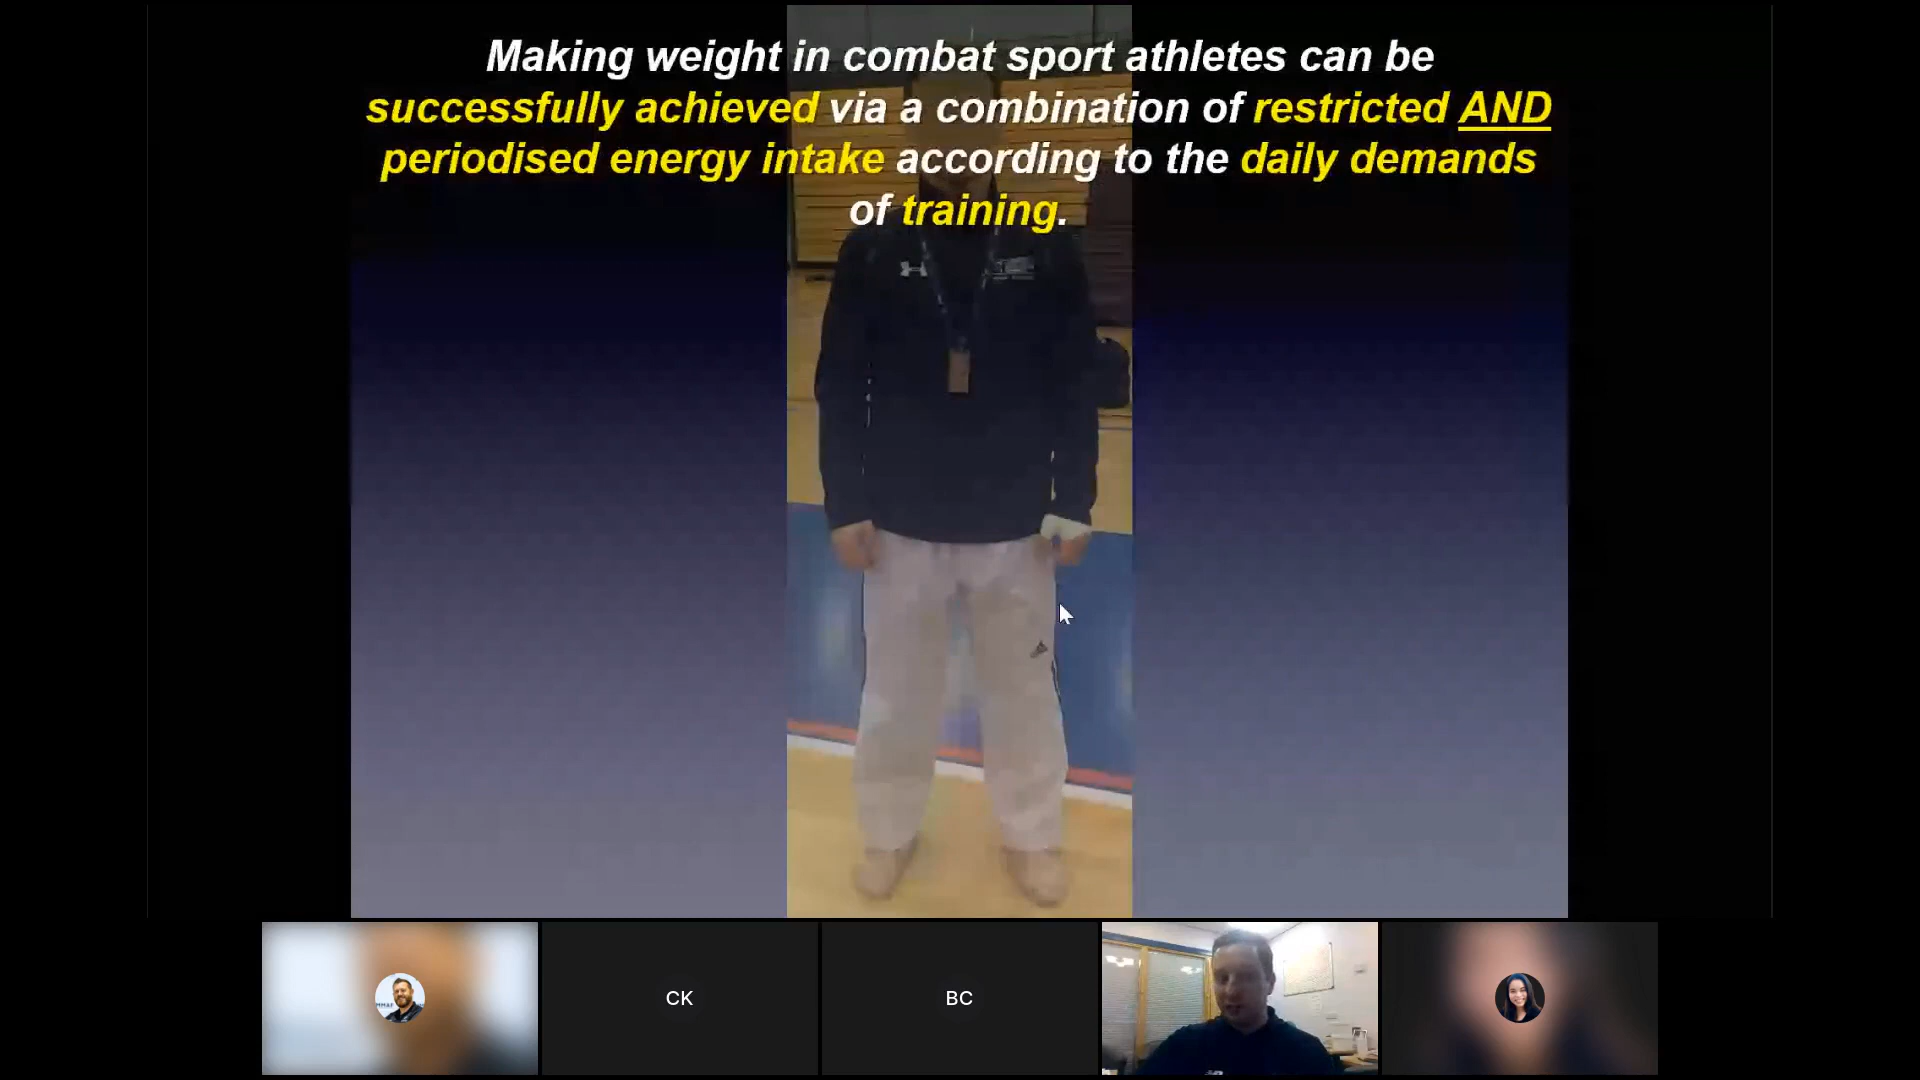 Making weight in combat sport athletes can be
successfully achieved via a combination of restricted AND
periodised energy intake according to the daily demands
of training.
CK
BC